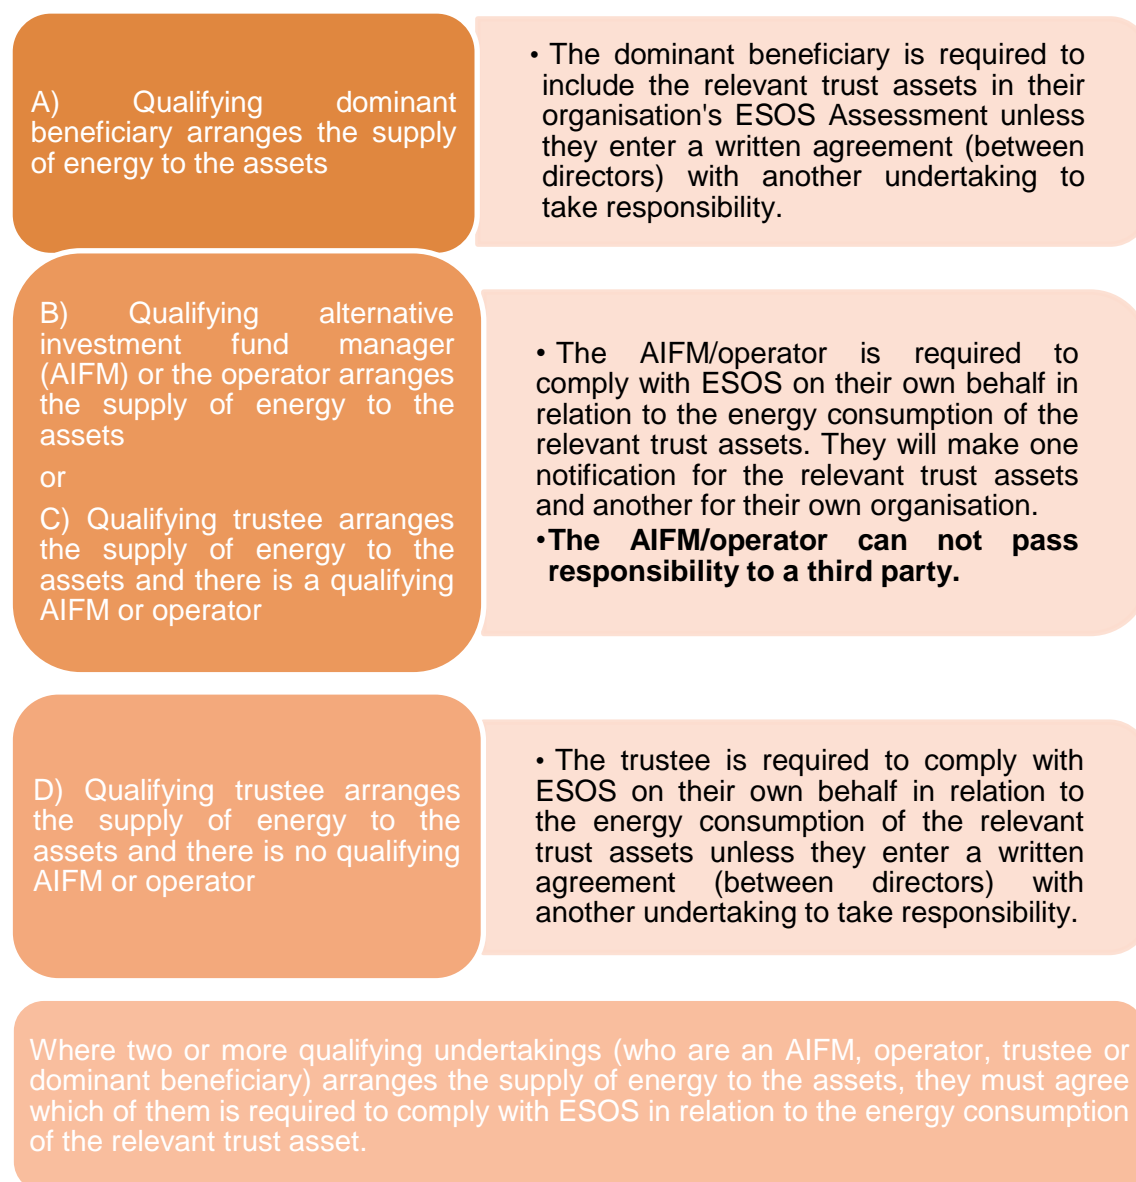 A) Qualifying dominant
beneficiary arranges the supply
of energy to the assets
• The dominant beneficiary is required to
include the relevant trust assets in their
organisation's ESOS Assessment unless
they enter a written agreement (between
directors) with another undertaking to
take responsibility.
B) Qualifying alternative
investment fund manager
(AIFM) or the operator arranges
the supply of energy to the
assets
or
C) Qualifying trustee arranges
the supply of energy to the
assets and there is a qualifying
AIFM or operator
• The AIFM/operator is required to
comply with ESOS on their own behalf in
relation to the energy consumption of the
relevant trust assets. They will make one
notification for the relevant trust assets
and another for their own organisation.
•The AIFM/operator can not pass
responsibility to a third party.
D) Qualifying trustee arranges
the supply of energy to the
assets and there is no qualifying
AIFM or operator
• The trustee is required to comply with
ESOS on their own behalf in relation to
the energy consumption of the relevant
trust assets unless they enter a written
agreement (between directors) with
another undertaking to take responsibility.
Where two or more qualifying undertakings (who are an AIFM, operator, trustee or
dominant beneficiary) arranges the supply of energy to the assets, they must agree
which of them is required to comply with ESOS in relation to the energy consumption
of the relevant trust asset.